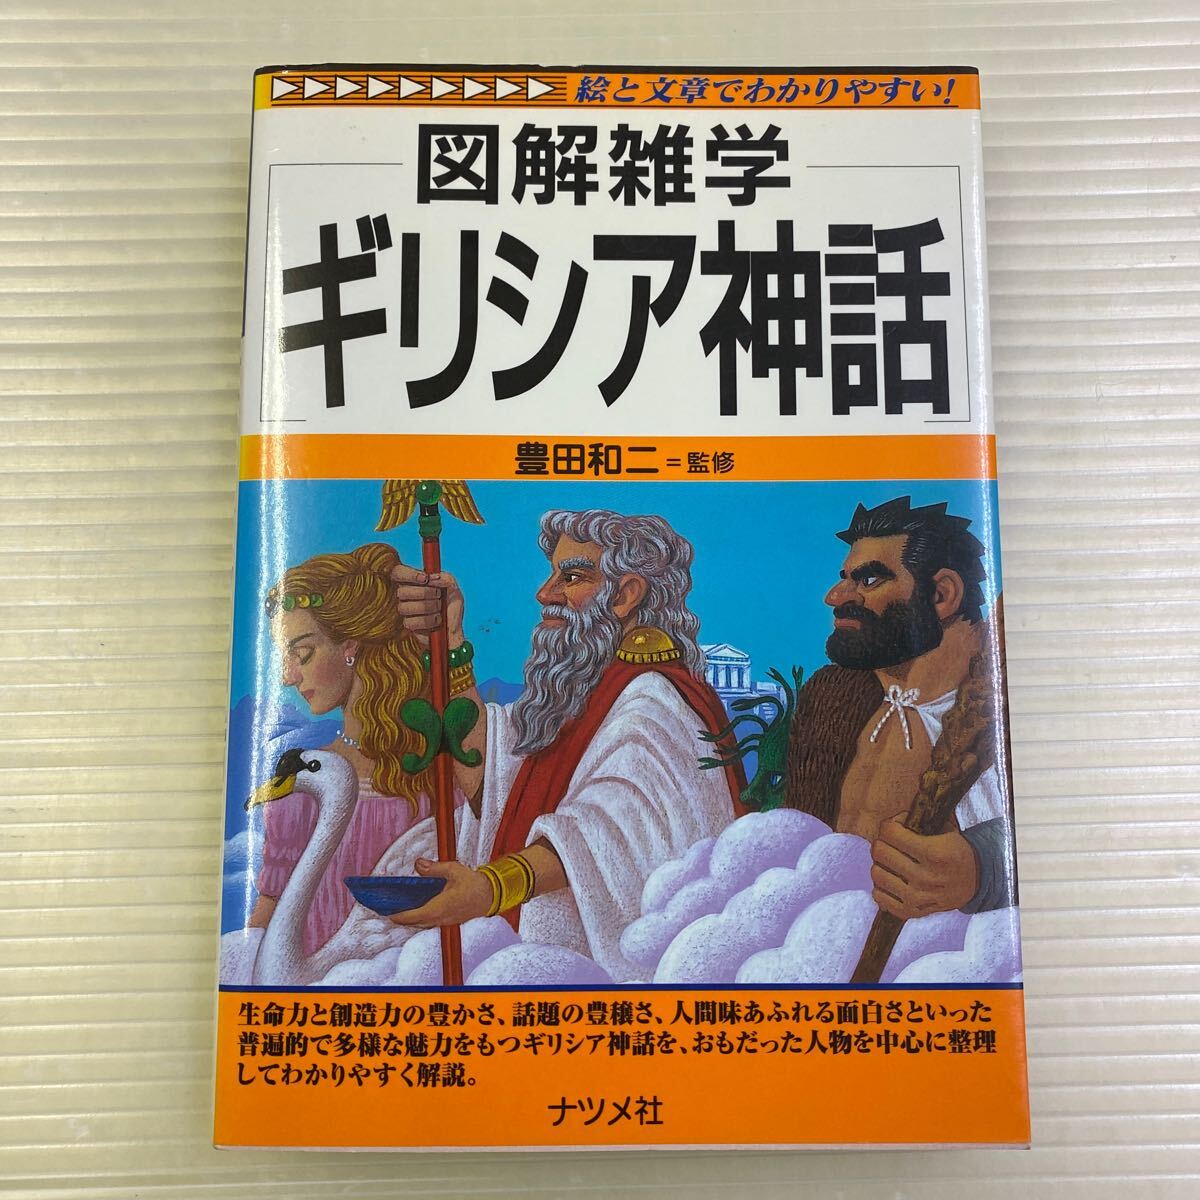 絵と文章でわかりやすい!
図解雑学
ギリシア神話
豊田和二=監修
生命力と創造力の豊かさ、話題の豊穣さ、人間味あふれる面白さといった
普遍的で多様な魅力をもつギリシア神話を、おもだった人物を中心に整理
してわかりやすく解説。
ナツメ社